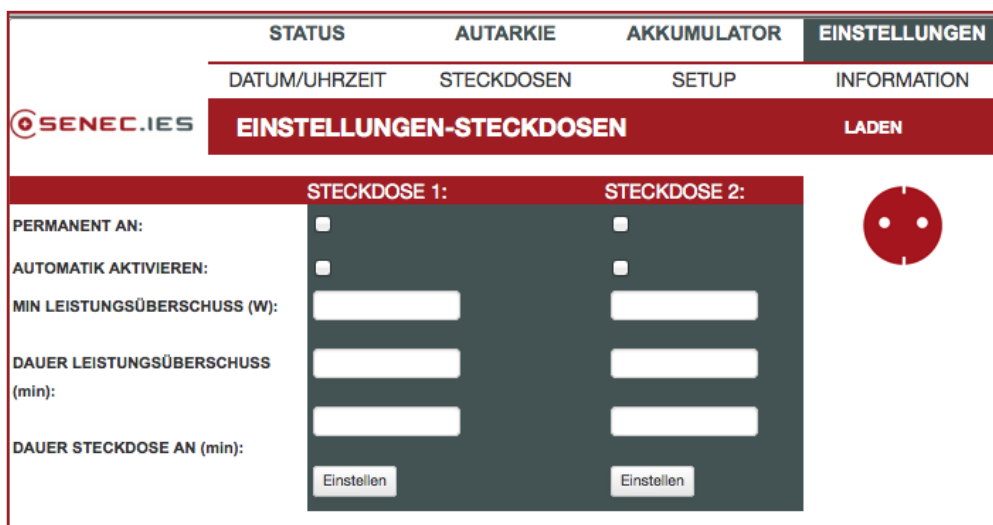 STATUS AUTARKIE AKKUMULATOR EINSTELLUNGEN
DATUM/UHRZEIT STECKDOSEN SETUP INFORMATION
SENEC.IES EINSTELLUNGEN-STECKDOSEN LADEN
STECKDOSE 1: STECKDOSE 2:
PERMANENT AN:
AUTOMATIK AKTIVIEREN:
MIN LEISTUNGSÜBERSCHUSS (W):
DAUER LEISTUNGSÜBERSCHUSS
(min):
DAUER STECKDOSE AN (min):
Einstellen Einstellen